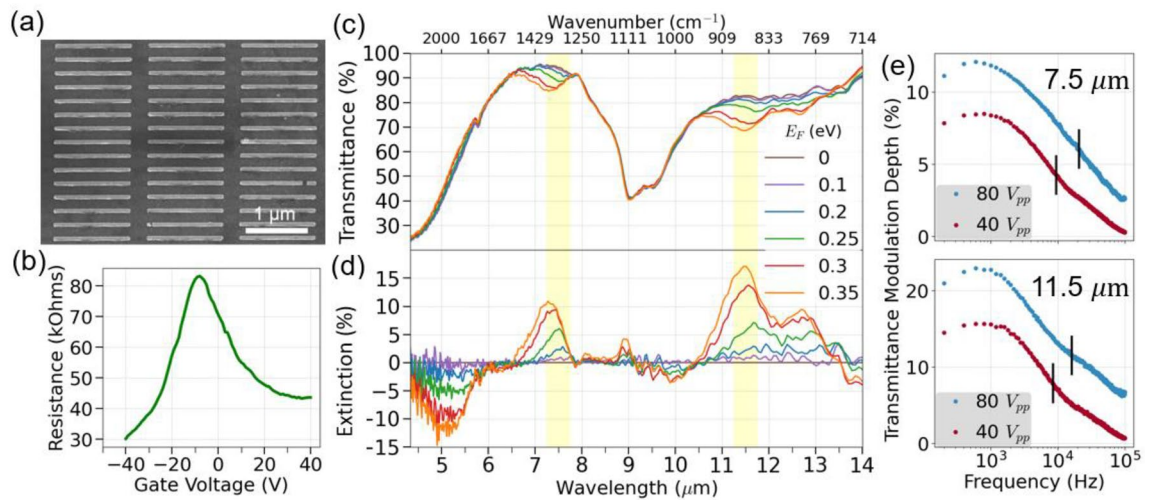 (a)
1 μm
(b)
Resistance (kOhms)
80
70
60
50
40
30
−40 −20 0 20 40
Gate Voltage (V)
(c)
Wavenumber (cm⁻¹)
2000 1667 1429 1250 1111 1000 909 833 769 714
Transmittance (%)
100
90
80
70
60
50
40
30
E_F (eV)
0
0.1
0.2
0.25
0.3
0.35
(d)
Extinction (%)
15
10
5
0
−5
−10
−15
5 6 7 8 9 10 11 12 13 14
Wavelength (μm)
(e)
Transmittance Modulation Depth (%)
7.5 μm
10
5
0
80 V_pp
40 V_pp
11.5 μm
20
10
0
80 V_pp
40 V_pp
10³ 10⁴ 10⁵
Frequency (Hz)